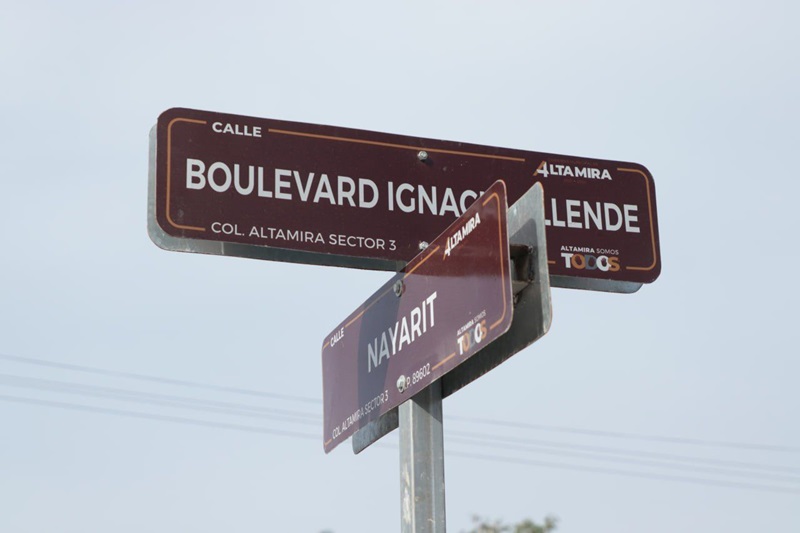 CALLE
ALTAMIRA
BOULEVARD IGNAC LLENDE
COL. ALTAMIRA SECTOR 3
ALTAMIRA SOMOS
TODOS
CALLE
ALTAMIRA
NAYARIT
ALTAMIRA SOMOS
TODOS
COL. ALTAMIRA SECTOR 3
C.P. 89602